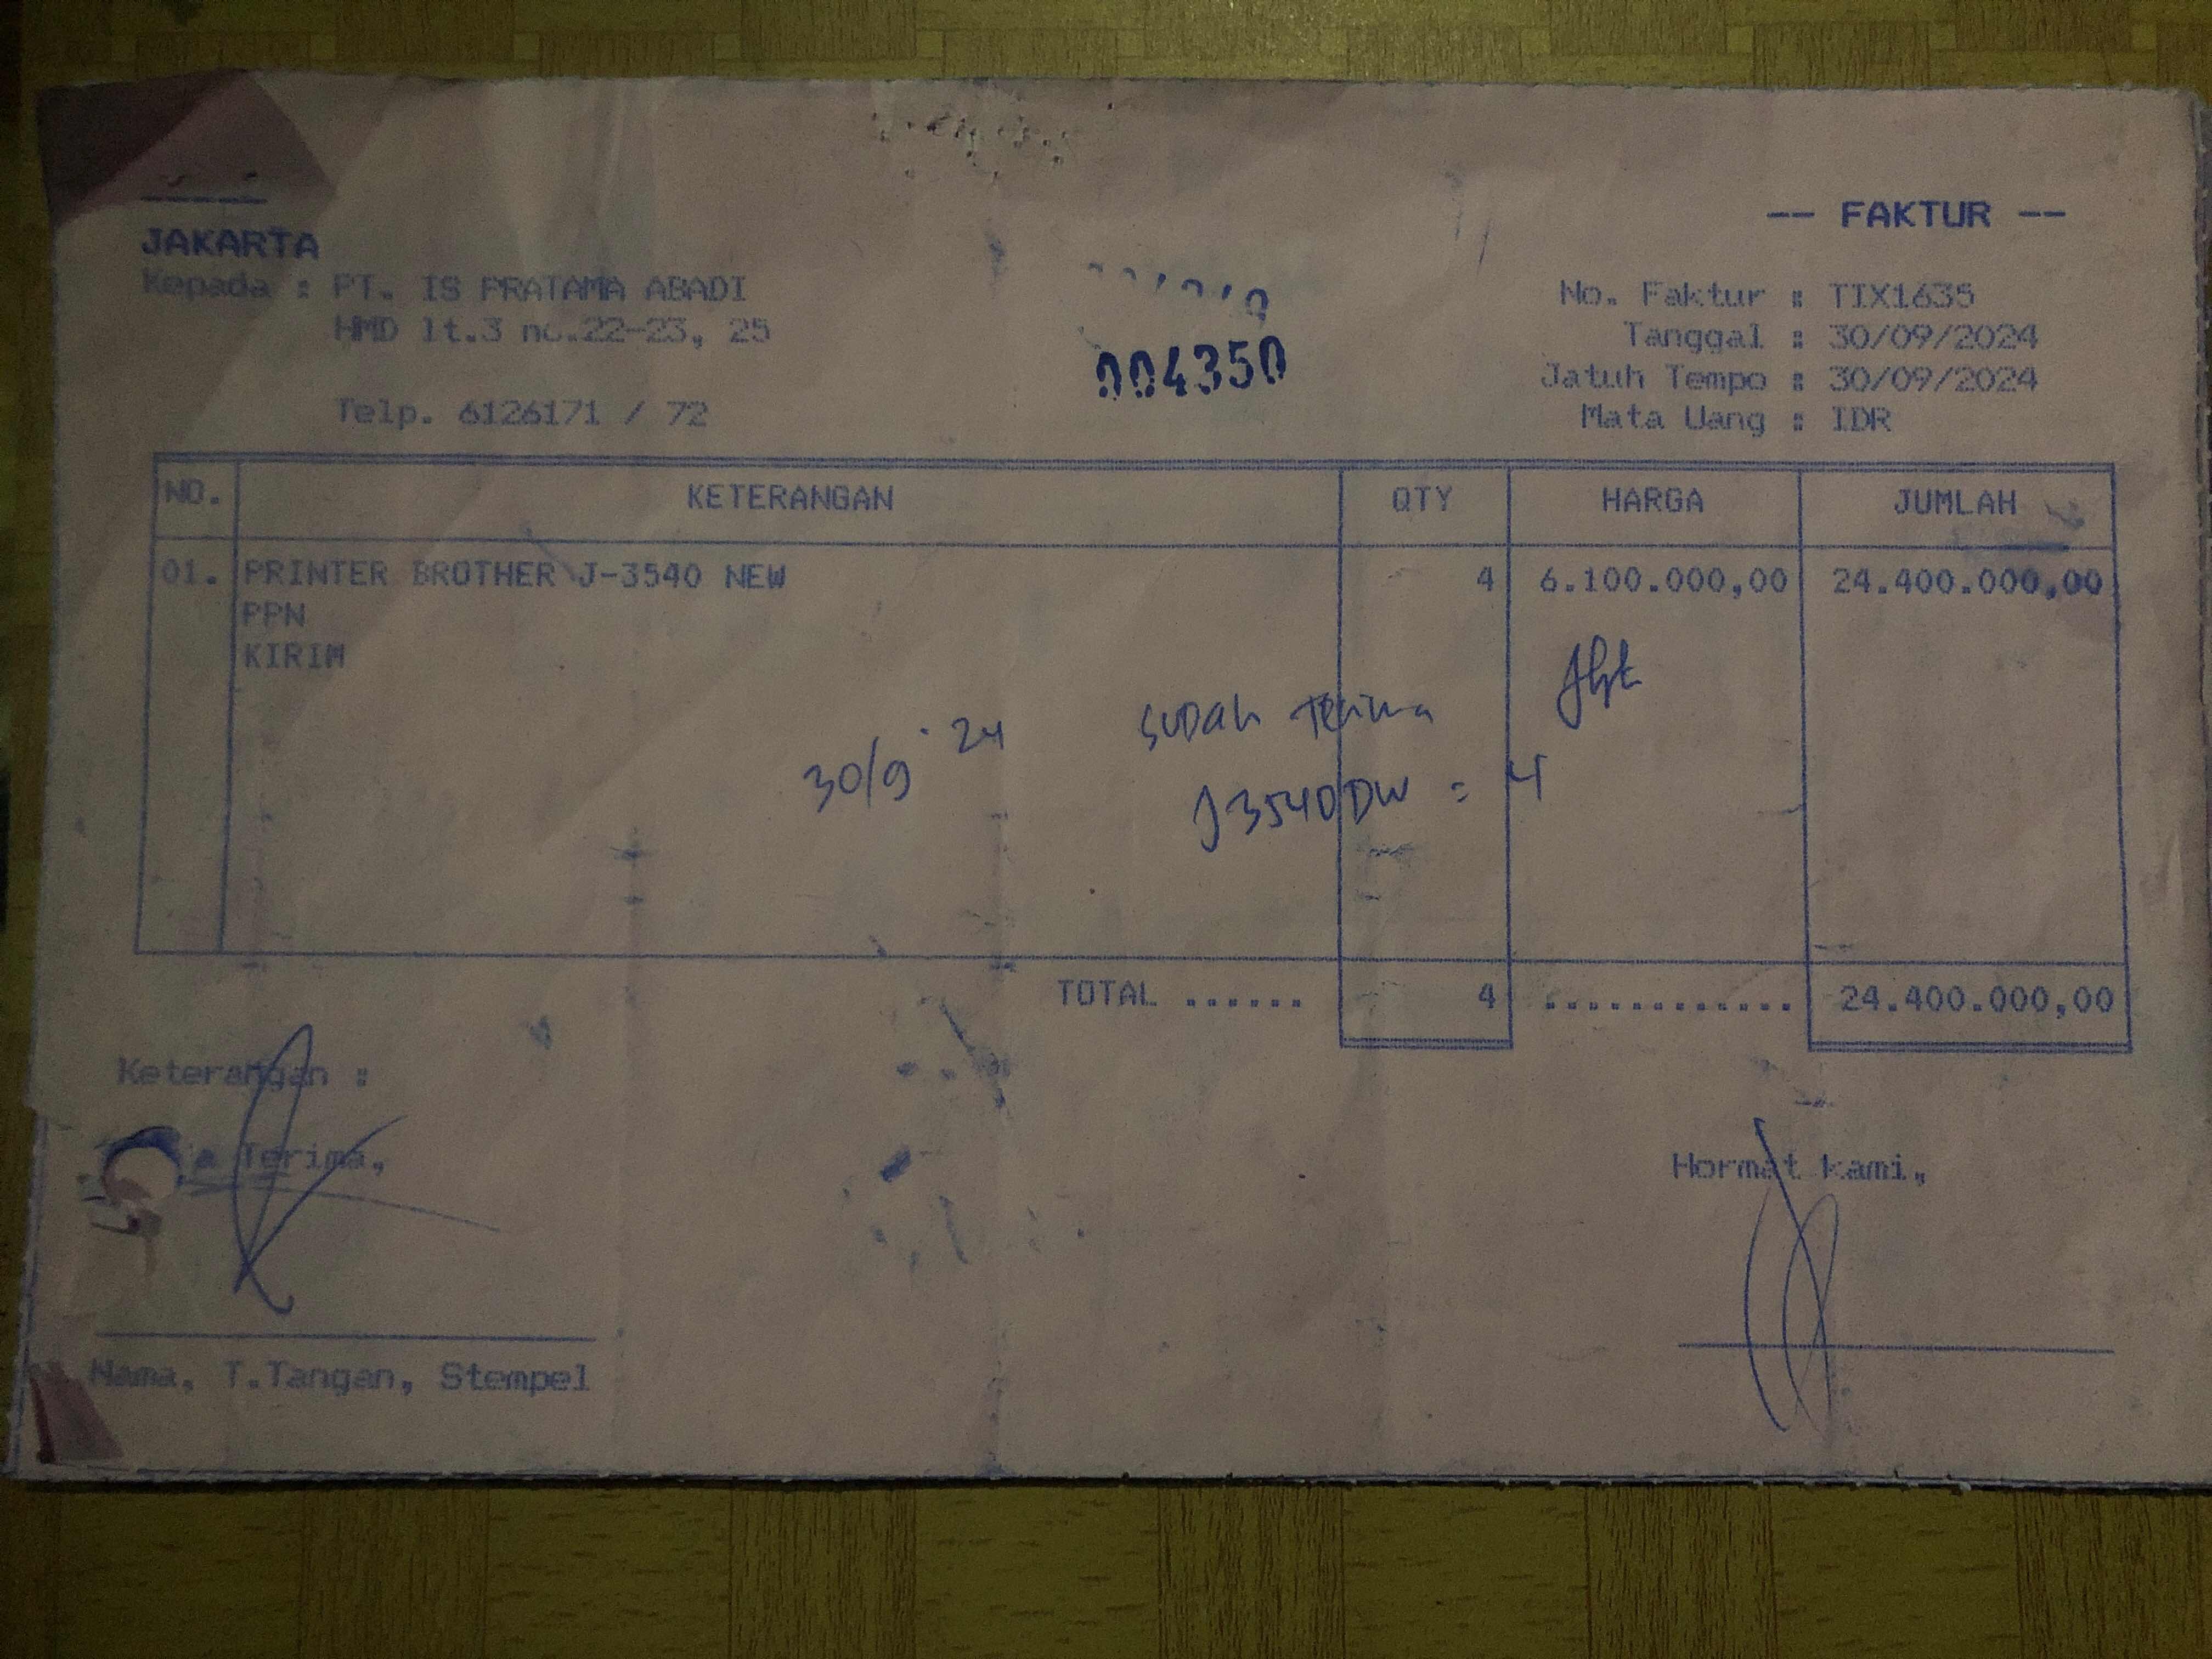 -- FAKTUR --
JAKARTA
Kepada : PT. IS PRATAMA ABADI
HMD lt.3 no.22-23, 25
Telp. 6126171 / 72
004350
No. Faktur : TIX1635
Tanggal : 30/09/2024
Jatuh Tempo : 30/09/2024
Mata Uang : IDR
NO. KETERANGAN QTY HARGA JUMLAH
01. PRINTER BROTHER J-3540 NEW 4 6.100.000,00 24.400.000,00
PPN
KIRIM
30/9 '24 SUDAH Terima
J3540DW = 4
TOTAL ...... 4 ............ 24.400.000,00
Keterangan :
Terima,
Hormat kami,
Nama, T.Tangan, Stempel